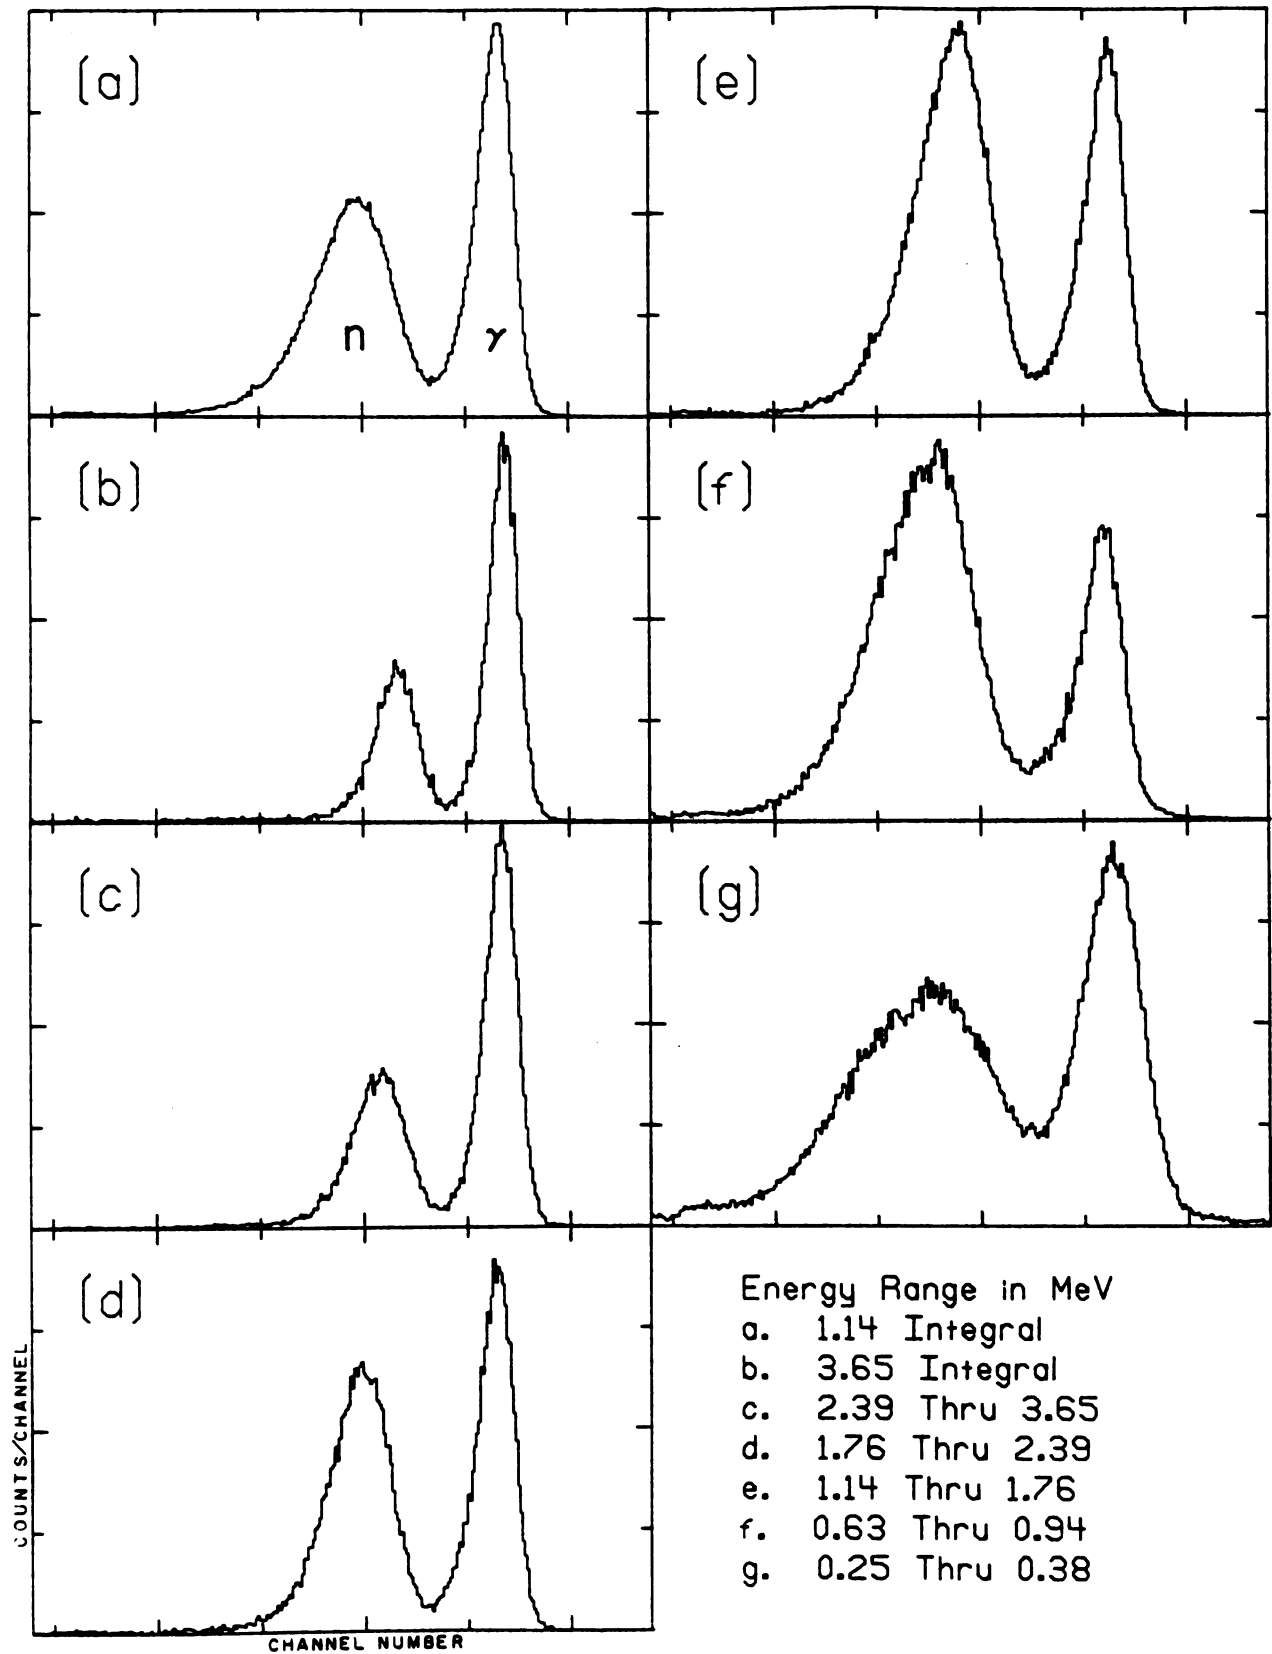 (a)
n
γ
(b)
(c)
(d)
COUNTS/CHANNEL
CHANNEL NUMBER
(e)
(f)
(g)
Energy Range in MeV
a. 1.14 Integral
b. 3.65 Integral
c. 2.39 Thru 3.65
d. 1.76 Thru 2.39
e. 1.14 Thru 1.76
f. 0.63 Thru 0.94
g. 0.25 Thru 0.38